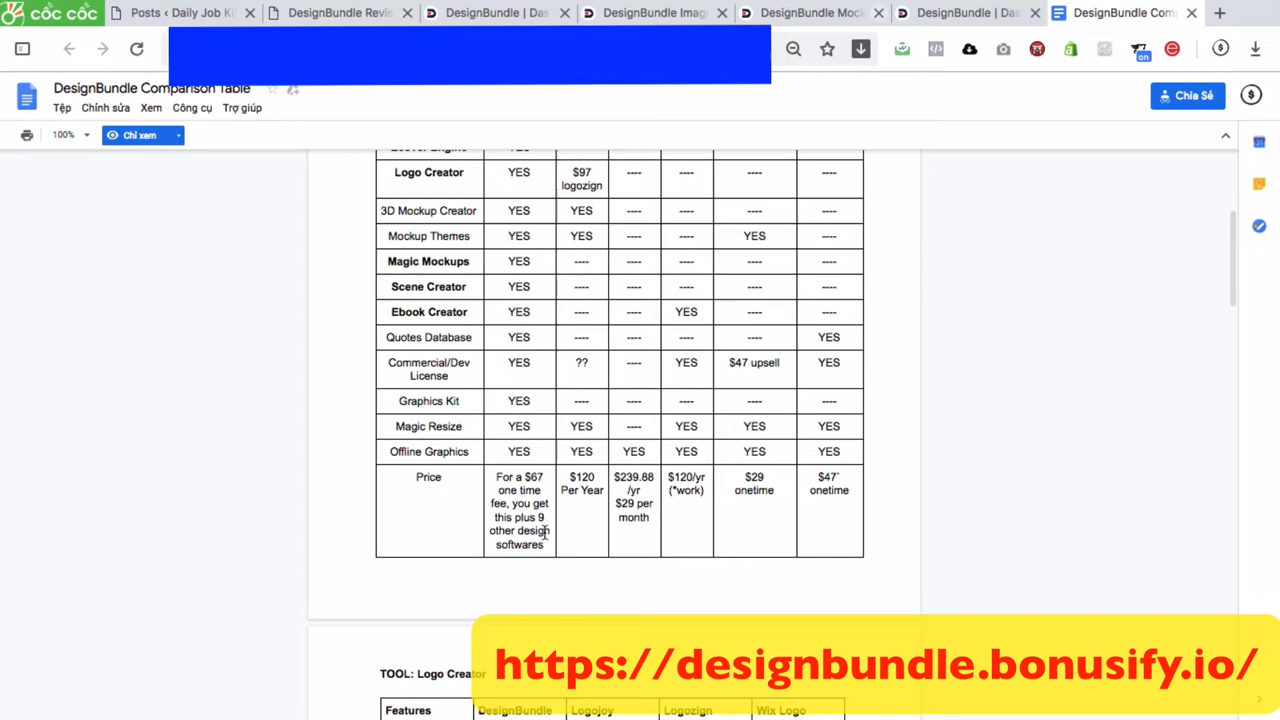 cốc cốc
Posts ‹ Daily Job Ki
DesignBundle Revie
DesignBundle | Das
DesignBundle Imag
DesignBundle Mock
DesignBundle | Das
DesignBundle Com
DesignBundle Comparison Table
Tệp Chỉnh sửa Xem Công cụ Trợ giúp
Chia Sẻ
100%
Chỉ xem
on
Logo Creator YES $97 ---- ---- ---- ----
logozign
3D Mockup Creator YES YES ---- ---- ---- ----
Mockup Themes YES YES ---- ---- YES ----
Magic Mockups YES ---- ---- ---- ---- ----
Scene Creator YES ---- ---- ---- ---- ----
Ebook Creator YES ---- ---- YES ---- ----
Quotes Database YES ---- ---- ---- ---- YES
Commercial/Dev YES ?? ---- YES $47 upsell YES
License
Graphics Kit YES ---- ---- ---- ---- ----
Magic Resize YES YES ---- YES YES YES
Offline Graphics YES YES YES YES YES YES
Price For a $67 $120 $239.88 $120/yr $29 $47`
one time Per Year /yr (*work) onetime onetime
fee, you get $29 per
this plus 9 month
other design
softwares
TOOL: Logo Creator
Features DesignBundle Logojoy Logozign Wix Logo
https://designbundle.bonusify.io/